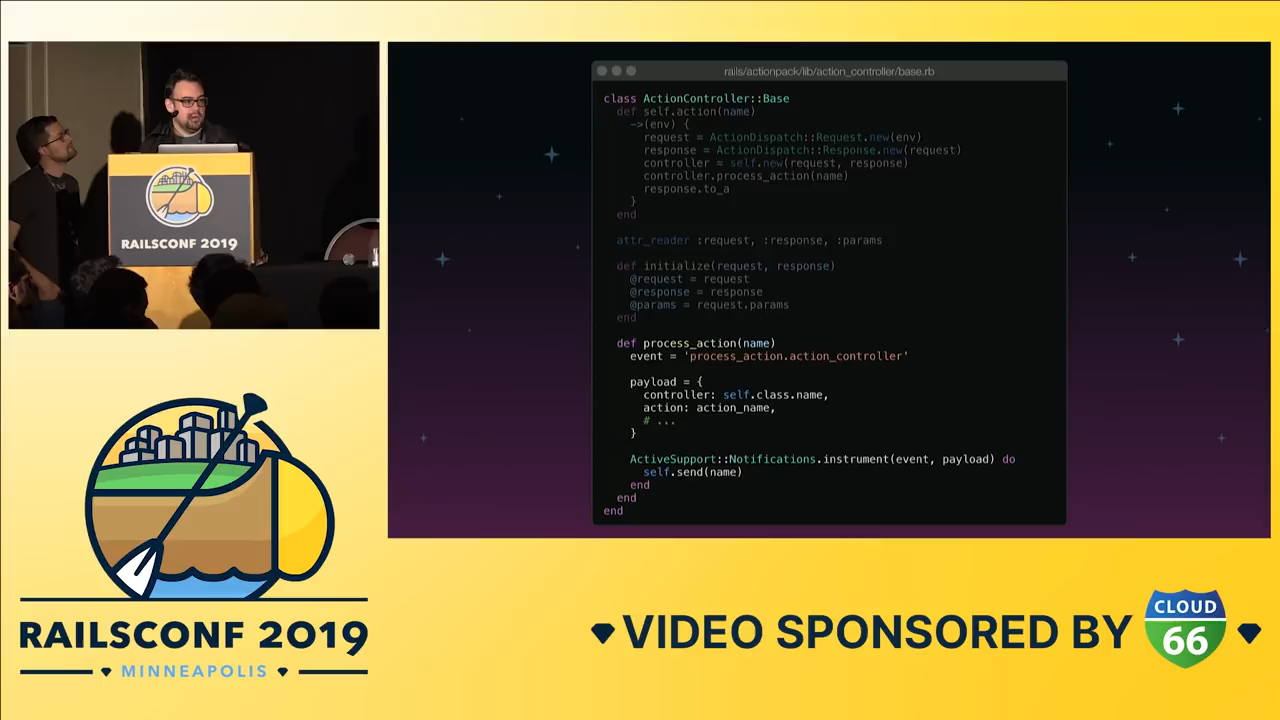 RAILSCONF 2019
rails/actionpack/lib/action_controller/base.rb
class ActionController::Base
  def self.action(name)
    ->(env) {
      request = ActionDispatch::Request.new(env)
      response = ActionDispatch::Response.new(request)
      controller = self.new(request, response)
      controller.process_action(name)
      response.to_a
    }
  end
  attr_reader :request, :response, :params
  def initialize(request, response)
    @request = request
    @response = response
    @params = request.params
  end
  def process_action(name)
    event = 'process_action.action_controller'
    payload = {
      controller: self.class.name,
      action: action_name,
      # ...
    }
    ActiveSupport::Notifications.instrument(event, payload) do
      self.send(name)
    end
  end
end
RAILSCONF 2019
MINNEAPOLIS
VIDEO SPONSORED BY
CLOUD
66